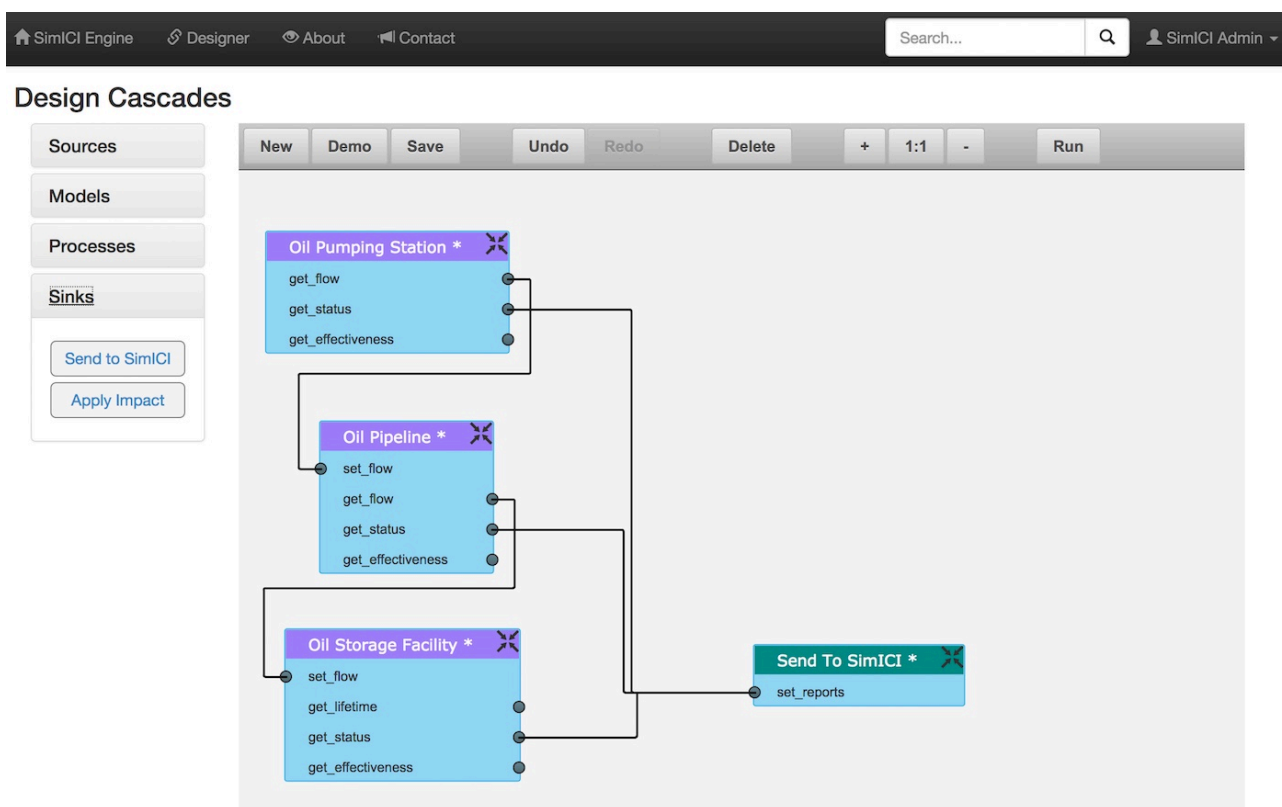 SimICI Engine Designer About Contact Search... SimICI Admin
Design Cascades
Sources
Models
Processes
Sinks
Send to SimICI
Apply Impact
New Demo Save Undo Redo Delete + 1:1 - Run
Oil Pumping Station *
get_flow
get_status
get_effectiveness
Oil Pipeline *
set_flow
get_flow
get_status
get_effectiveness
Oil Storage Facility *
set_flow
get_lifetime
get_status
get_effectiveness
Send To SimICI *
set_reports